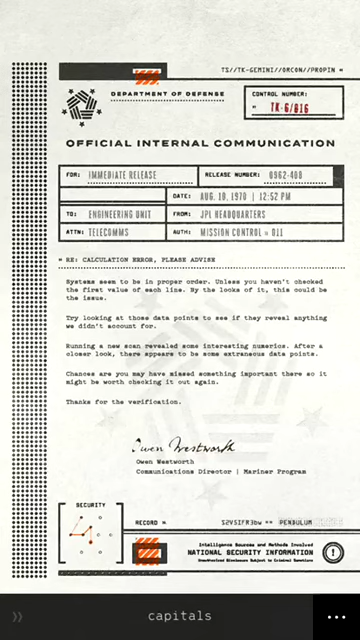 TS//TK-GEMINI//ORCON//PROPIN
DEPARTMENT OF DEFENSE
CONTROL NUMBER:
TK-6/016
OFFICIAL INTERNAL COMMUNICATION
FOR: IMMEDIATE RELEASE
RELEASE NUMBER: 0962-400
DATE: AUG. 10, 1970 | 12:52 PM
TO: ENGINEERING UNIT
FROM: JPL HEADQUARTERS
ATTN: TELECOMMS
AUTH: MISSION CONTROL = 011
RE: CALCULATION ERROR, PLEASE ADVISE
Systems seem to be in proper order. Unless you haven't checked
the first value of each line. By the looks of it, this could be
the issue.
Try looking at those data points to see if they reveal anything
we didn't account for.
Running a new scan revealed some interesting numerics. After a
closer look, there appears to be some extraneous data points.
Chances are you may have missed something important there so it
might be worth checking it out again.
Thanks for the verification.
Owen Westworth
Owen Westworth
Communications Director | Mariner Program
SECURITY
RECORD
PENDULUM
Intelligence Sources and Methods Involved
NATIONAL SECURITY INFORMATION
Unauthorized Disclosure Subject to Criminal Sanctions
capitals